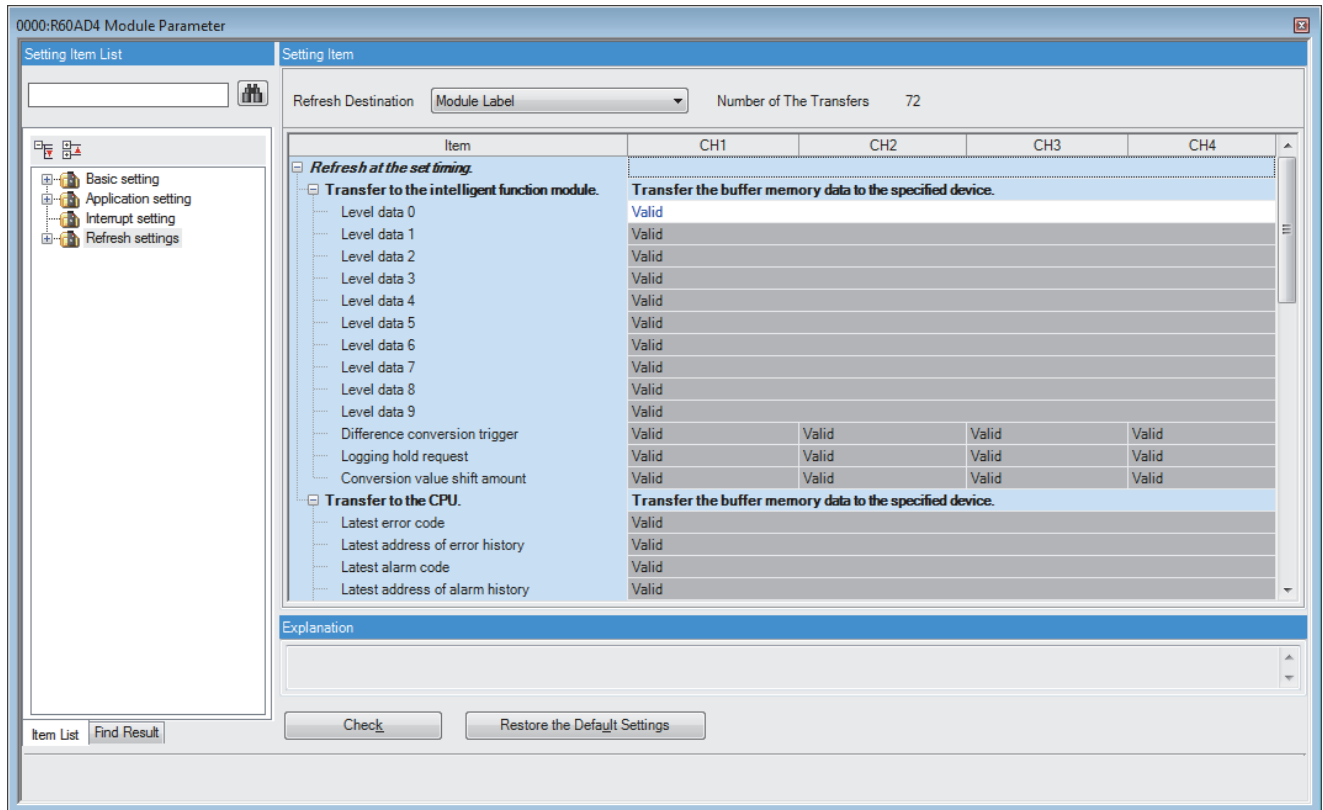 0000:R60AD4 Module Parameter
Setting Item List
Setting Item
Refresh Destination Module Label Number of The Transfers 72
Basic setting
Application setting
Interrupt setting
Refresh settings
Item CH1 CH2 CH3 CH4
Refresh at the set timing.
Transfer to the intelligent function module. Transfer the buffer memory data to the specified device.
Level data 0 Valid
Level data 1 Valid
Level data 2 Valid
Level data 3 Valid
Level data 4 Valid
Level data 5 Valid
Level data 6 Valid
Level data 7 Valid
Level data 8 Valid
Level data 9 Valid
Difference conversion trigger Valid Valid Valid Valid
Logging hold request Valid Valid Valid Valid
Conversion value shift amount Valid Valid Valid Valid
Transfer to the CPU. Transfer the buffer memory data to the specified device.
Latest error code Valid
Latest address of error history Valid
Latest alarm code Valid
Latest address of alarm history Valid
Explanation
Check Restore the Default Settings
Item List Find Result